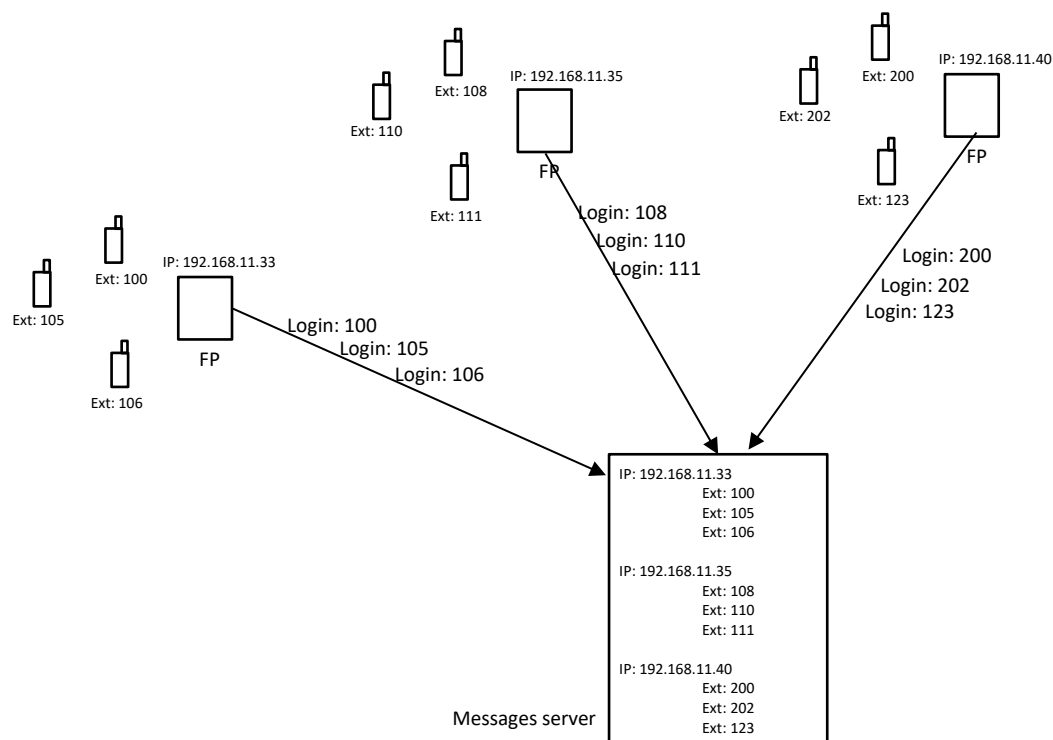 Ext: 108
IP: 192.168.11.35
Ext: 110
FP
Ext: 111
Ext: 200
IP: 192.168.11.40
Ext: 202
FP
Ext: 123
Ext: 100
IP: 192.168.11.33
Ext: 105
FP
Ext: 106
Login: 100
Login: 105
Login: 106
Login: 108
Login: 110
Login: 111
Login: 200
Login: 202
Login: 123
IP: 192.168.11.33
Ext: 100
Ext: 105
Ext: 106
IP: 192.168.11.35
Ext: 108
Ext: 110
Ext: 111
IP: 192.168.11.40
Ext: 200
Ext: 202
Ext: 123
Messages server